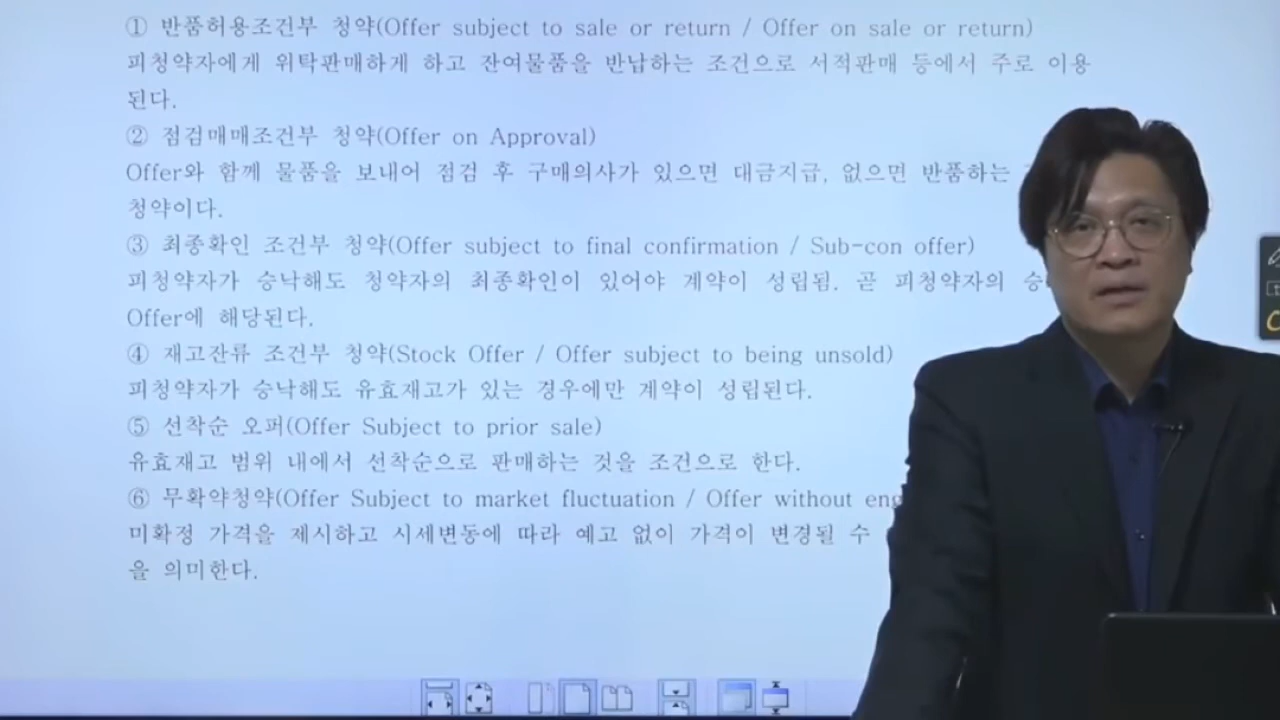 ① 반품허용조건부 청약(Offer subject to sale or return / Offer on sale or return)
피청약자에게 위탁판매하게 하고 잔여물품을 반납하는 조건으로 서적판매 등에서 주로 이용
된다.
② 점검매매조건부 청약(Offer on Approval)
Offer와 함께 물품을 보내어 점검 후 구매의사가 있으면 대금지급, 없으면 반품하는
청약이다.
③ 최종확인 조건부 청약(Offer subject to final confirmation / Sub-con offer)
피청약자가 승낙해도 청약자의 최종확인이 있어야 계약이 성립됨. 곧 피청약자의
Offer에 해당된다.
④ 재고잔류 조건부 청약(Stock Offer / Offer subject to being unsold)
피청약자가 승낙해도 유효재고가 있는 경우에만 계약이 성립된다.
⑤ 선착순 오퍼(Offer Subject to prior sale)
유효재고 범위 내에서 선착순으로 판매하는 것을 조건으로 한다.
⑥ 무확약청약(Offer Subject to market fluctuation / Offer without
미확정 가격을 제시하고 시세변동에 따라 예고 없이 가격이 변경될 수
을 의미한다.